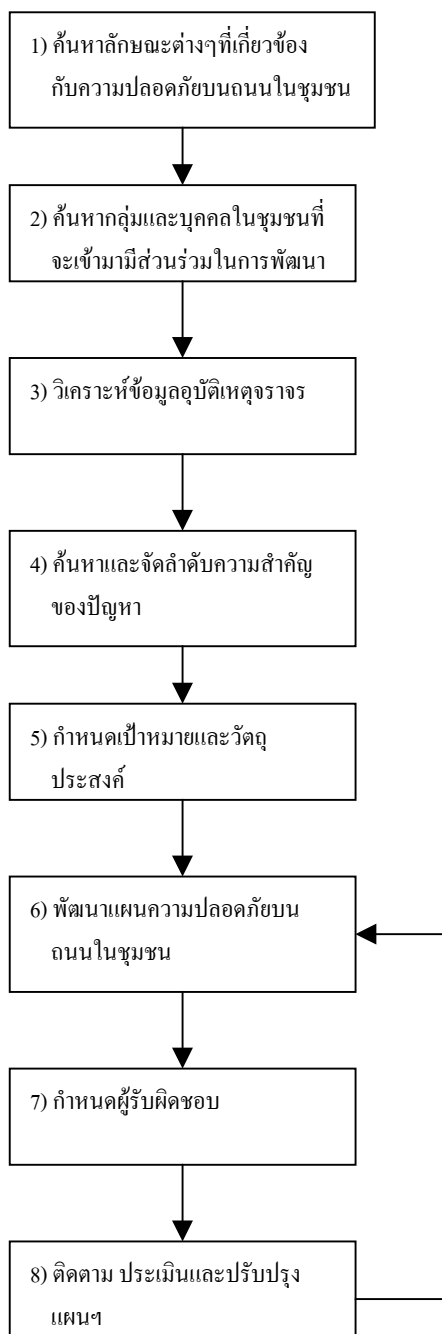 1) ค้นหาลักษณะต่างๆที่เกี่ยวข้อง
กับความปลอดภัยบนถนนในชุมชน
2) ค้นหากลุ่มและบุคคลในชุมชนที่
จะเข้ามามีส่วนร่วมในการพัฒนา
3) วิเคราะห์ข้อมูลอุบัติเหตุจราจร
4) ค้นหาและจัดลำดับความสำคัญ
ของปัญหา
5) กำหนดเป้าหมายและวัตถุ
ประสงค์
6) พัฒนาแผนความปลอดภัยบน
ถนนในชุมชน
7) กำหนดผู้รับผิดชอบ
8) ติดตาม ประเมินและปรับปรุง
แผนฯ